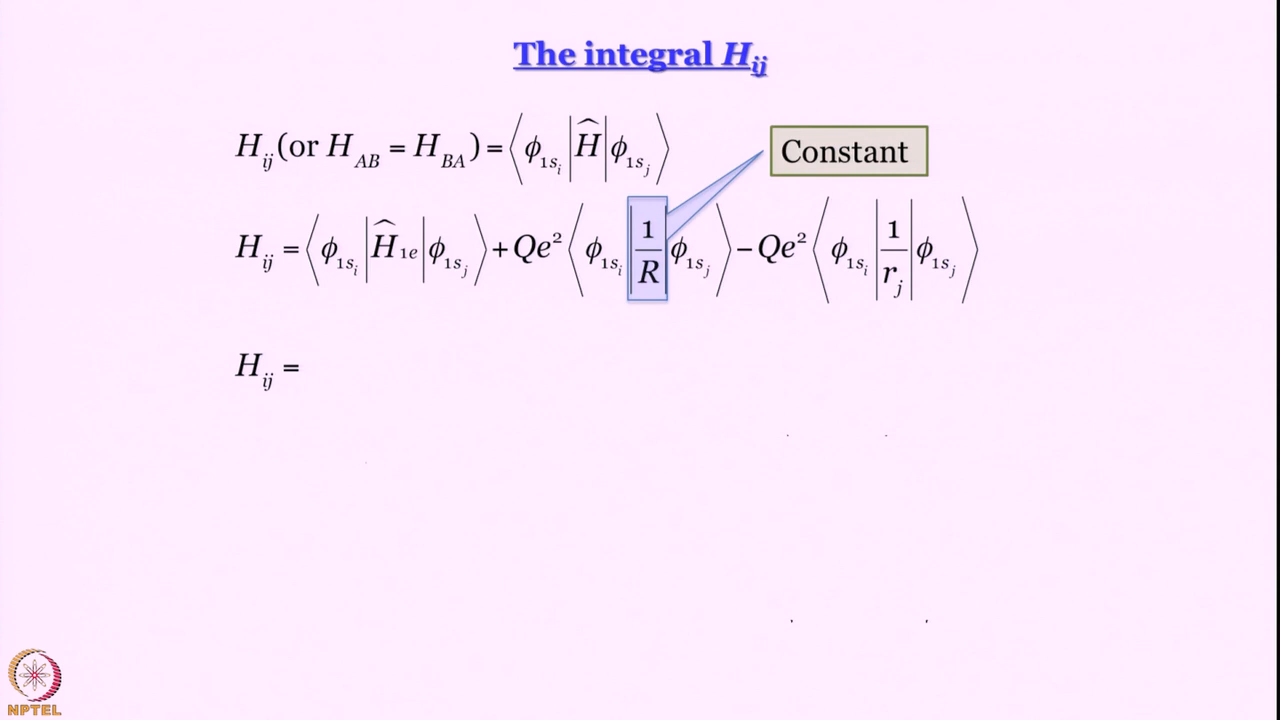 The integral H_ij
H_ij (or H_AB = H_BA) = ⟨ϕ_1s_i | Ĥ | ϕ_1s_j⟩
Constant
H_ij = ⟨ϕ_1s_i | Ĥ_1e | ϕ_1s_j⟩ + Qe² ⟨ϕ_1s_i | 1/R | ϕ_1s_j⟩ − Qe² ⟨ϕ_1s_i | 1/r_j | ϕ_1s_j⟩
H_ij =
NPTEL